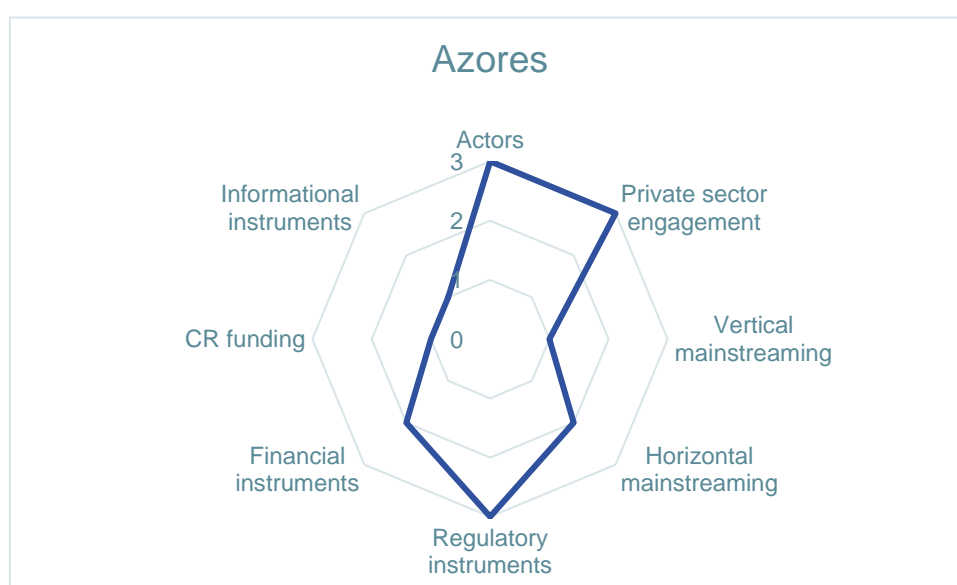 Azores
Actors
3
Informational
instruments
Private sector
engagement
2
1
CR funding
0
Vertical
mainstreaming
Financial
instruments
Horizontal
mainstreaming
Regulatory
instruments